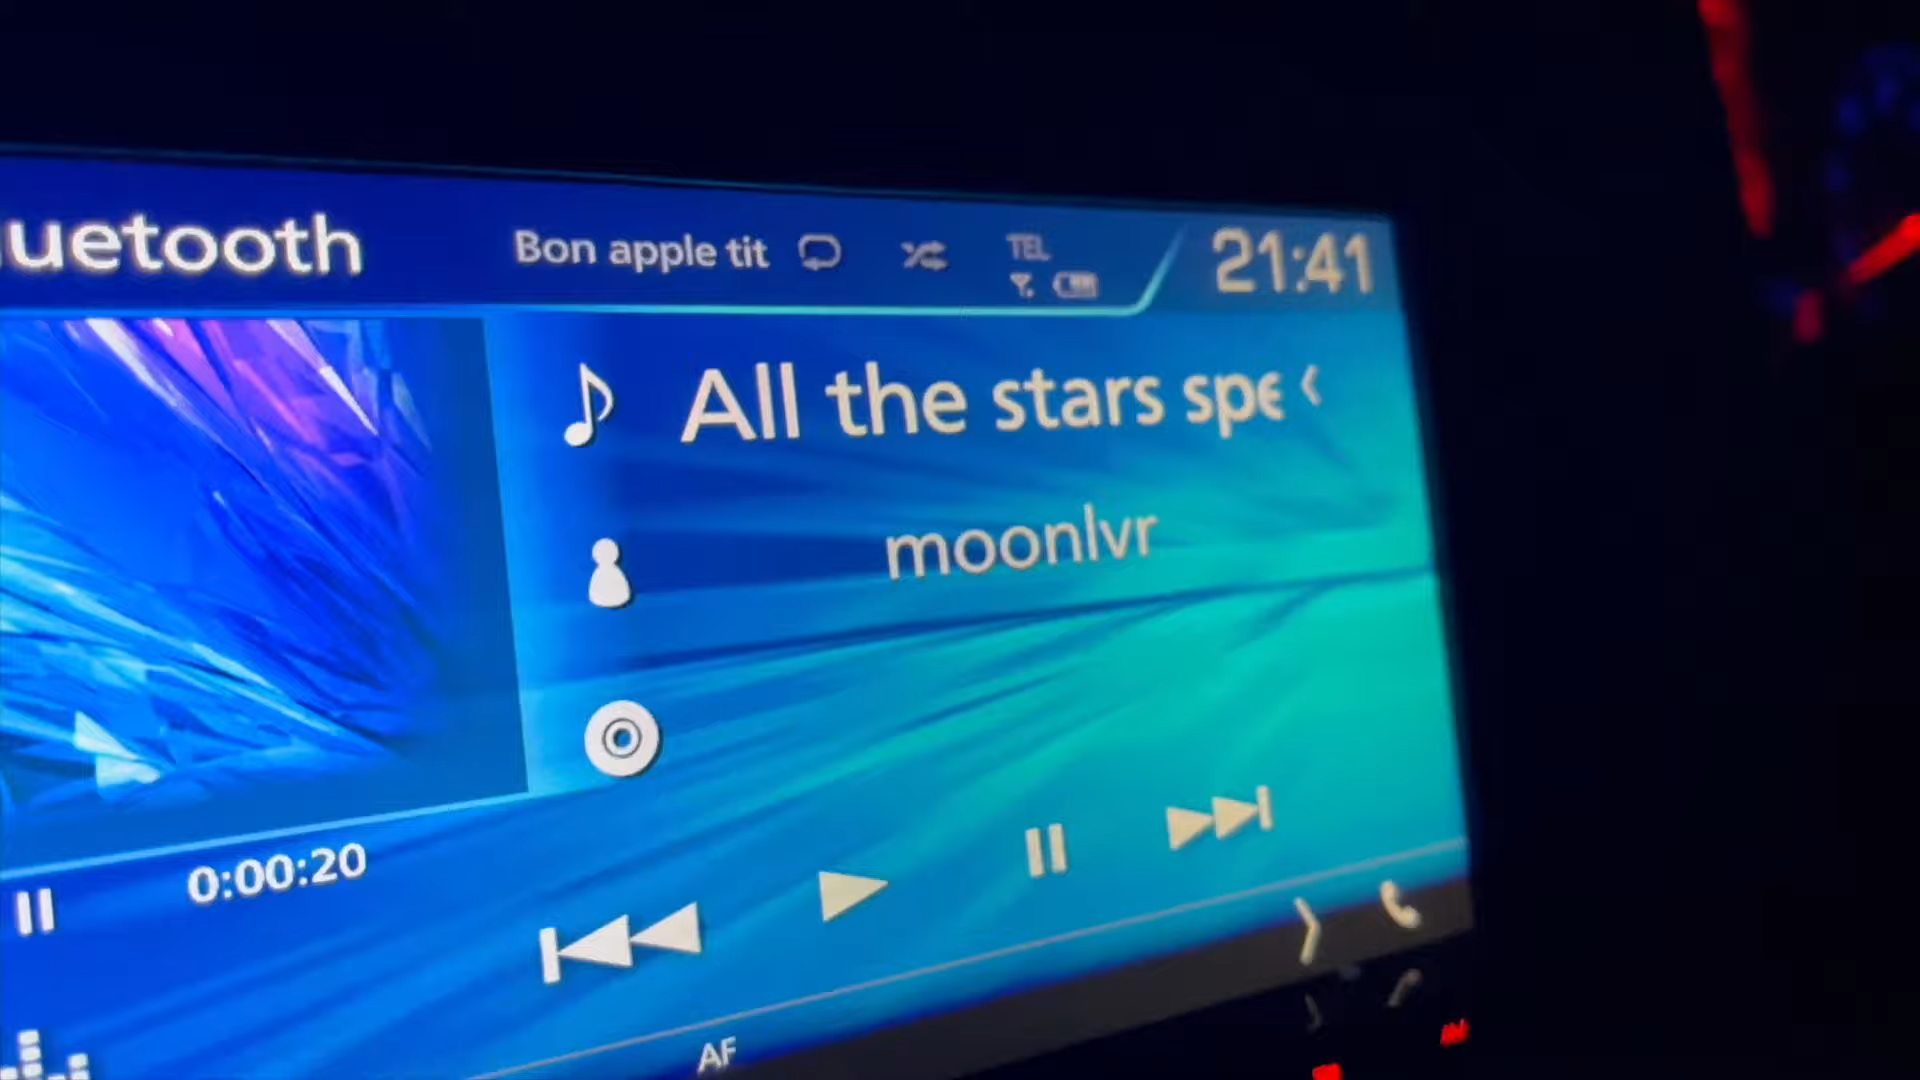 uetooth
Bon apple tit
TEL
21:41
All the stars spe
moonlvr
0:00:20
AF